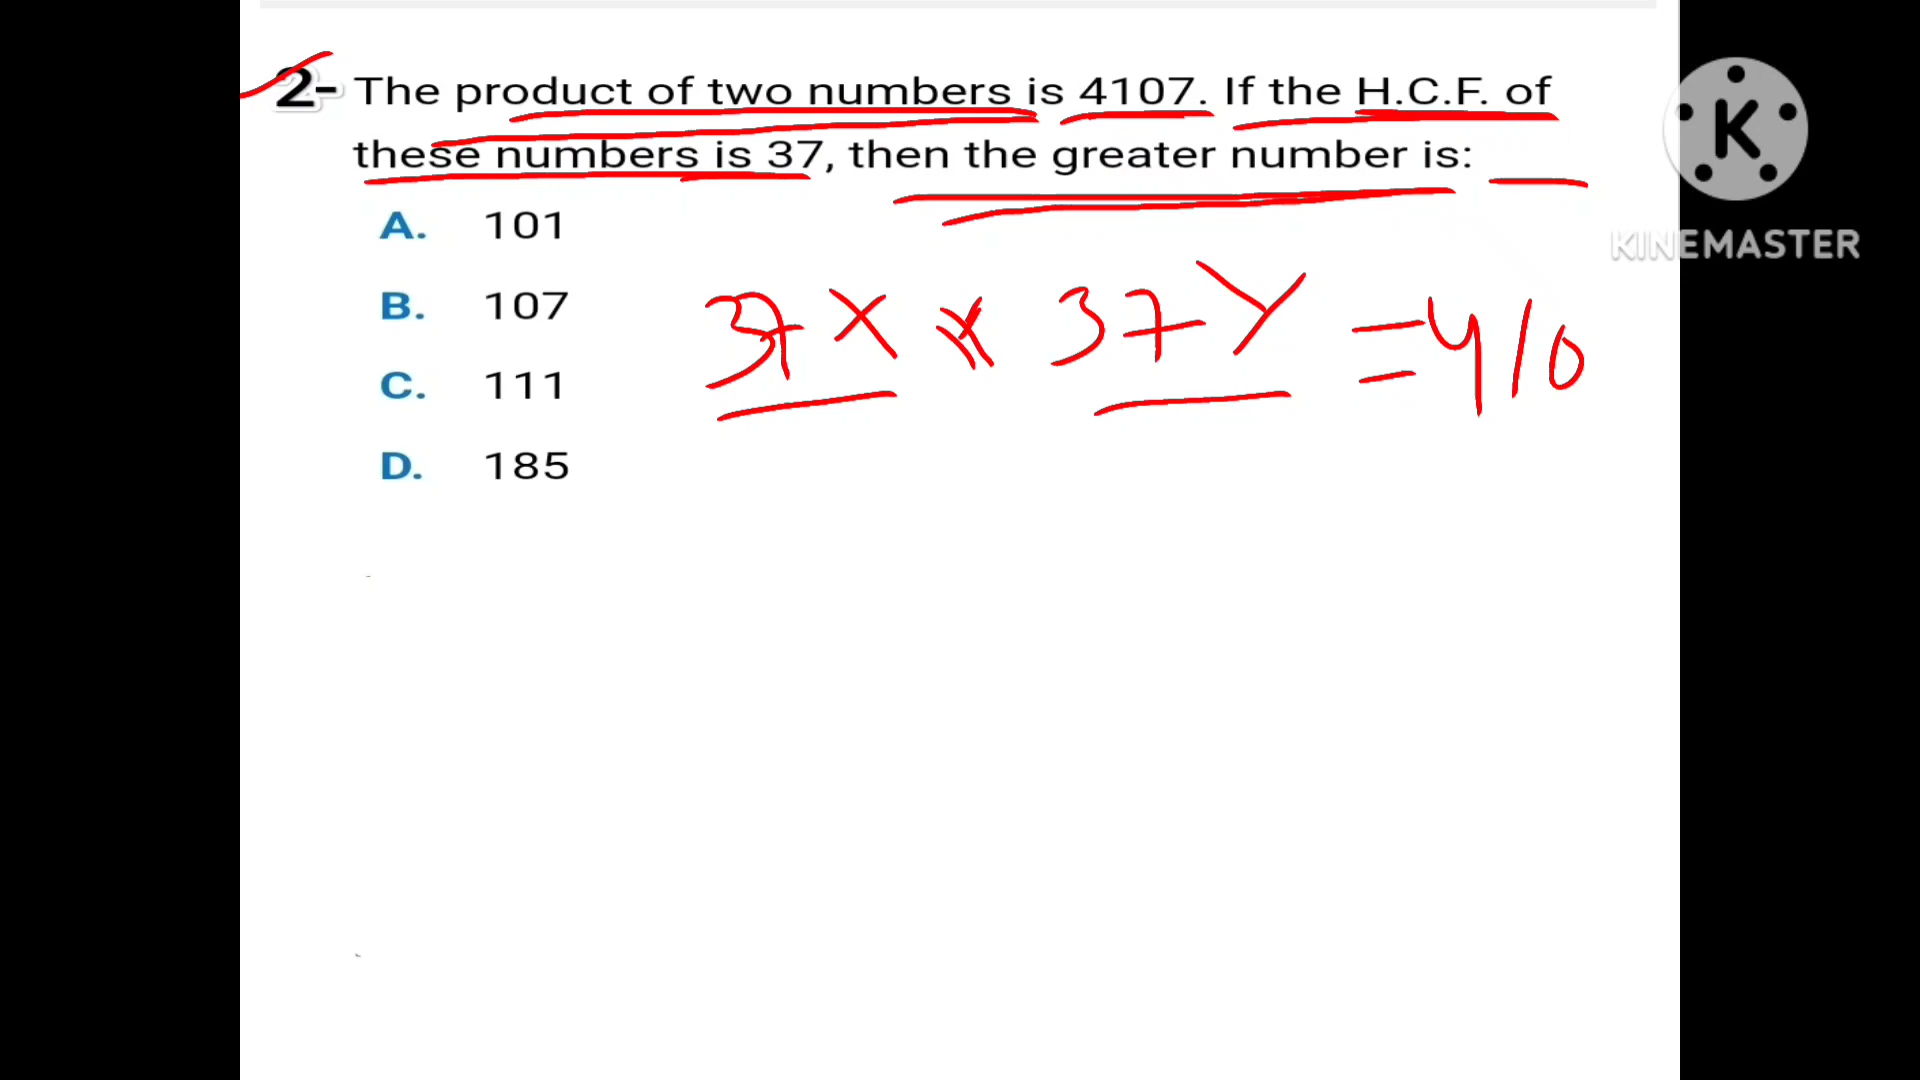 2- The product of two numbers is 4107. If the H.C.F. of
these numbers is 37, then the greater number is:
A. 101
B. 107
C. 111
D. 185
37X × 37Y = 410
K
KINEMASTER